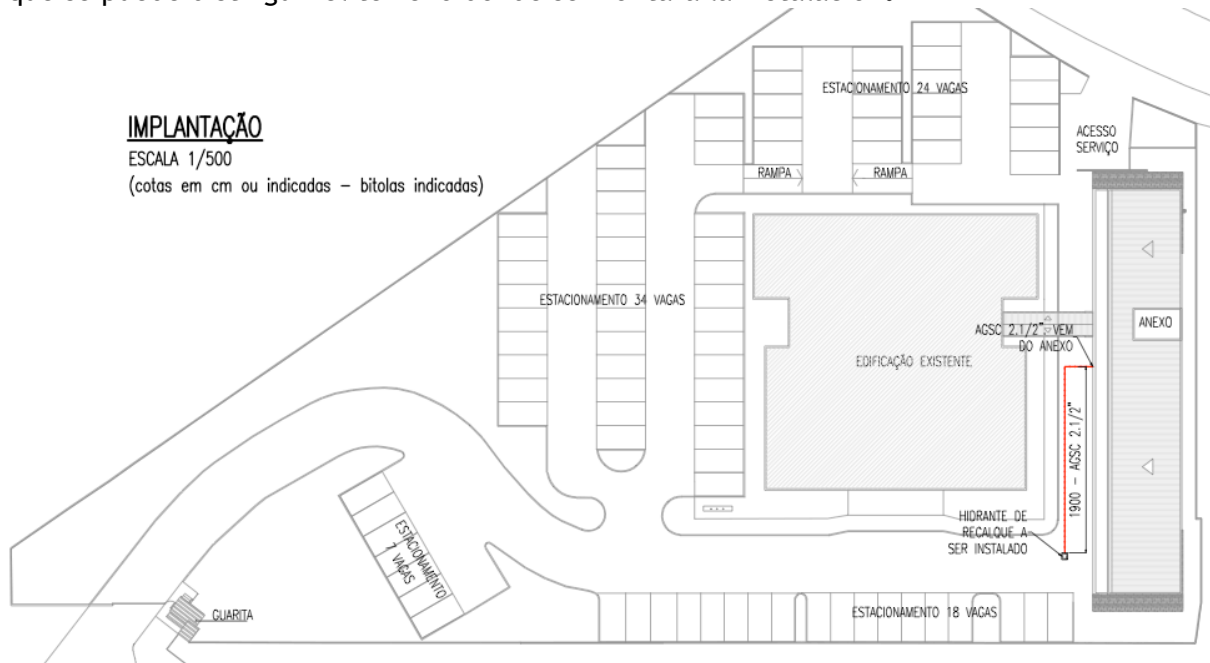 IMPLANTAÇÃO
ESCALA 1/500
(cotas em cm ou indicadas – bitolas indicadas)
ESTACIONAMENTO 24 VAGAS
ACESSO
SERVIÇO
RAMPA
RAMPA
ESTACIONAMENTO 34 VAGAS
AGSC 2.1/2" VEM
DO ANEXO
ANEXO
EDIFICAÇÃO EXISTENTE
1900 – AGSC 2.1/2"
HIDRANTE DE
RECALQUE A
SER INSTALADO
ESTACIONAMENTO
7 VAGAS
GUARITA
ESTACIONAMENTO 18 VAGAS